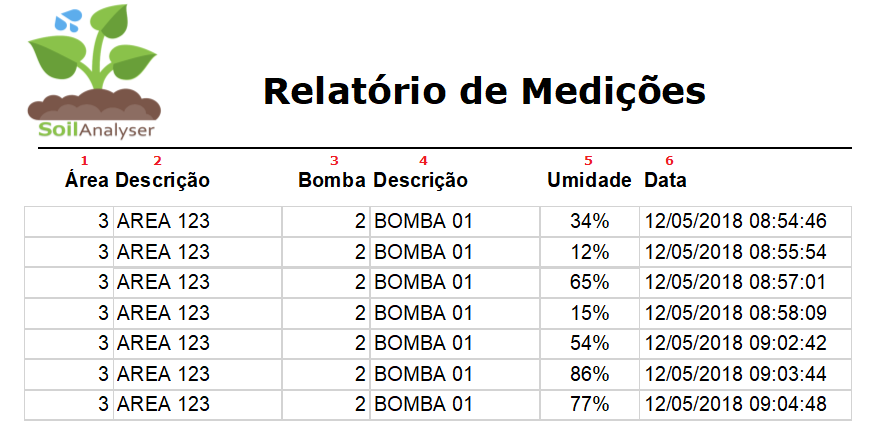 SoilAnalyser
Relatório de Medições
1 2 3 4 5 6
Área Descrição Bomba Descrição Umidade Data
3 AREA 123 2 BOMBA 01 34% 12/05/2018 08:54:46
3 AREA 123 2 BOMBA 01 12% 12/05/2018 08:55:54
3 AREA 123 2 BOMBA 01 65% 12/05/2018 08:57:01
3 AREA 123 2 BOMBA 01 15% 12/05/2018 08:58:09
3 AREA 123 2 BOMBA 01 54% 12/05/2018 09:02:42
3 AREA 123 2 BOMBA 01 86% 12/05/2018 09:03:44
3 AREA 123 2 BOMBA 01 77% 12/05/2018 09:04:48